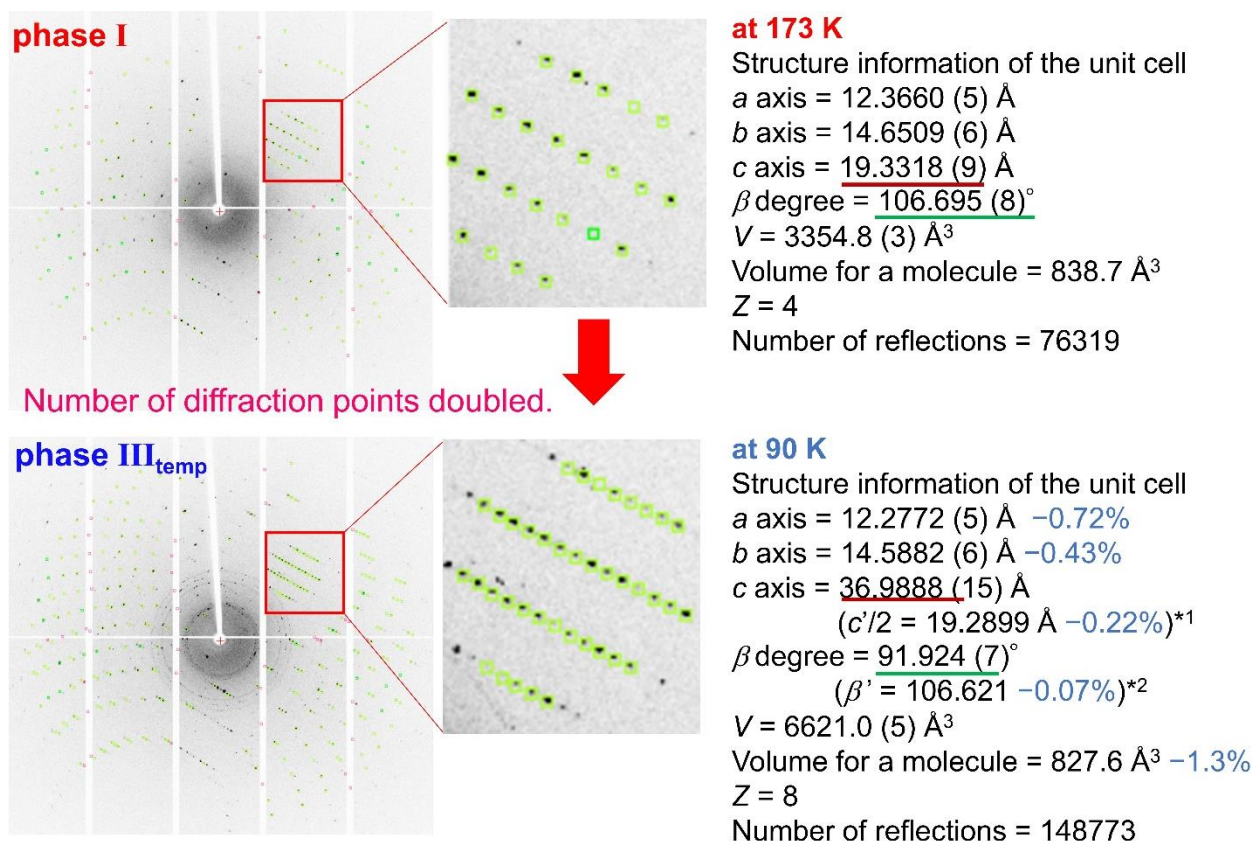 phase I
at 173 K
Structure information of the unit cell
a axis = 12.3660 (5) Å
b axis = 14.6509 (6) Å
c axis = 19.3318 (9) Å
β degree = 106.695 (8)°
V = 3354.8 (3) Å³
Volume for a molecule = 838.7 Å³
Z = 4
Number of reflections = 76319
Number of diffraction points doubled.
phase III_temp
at 90 K
Structure information of the unit cell
a axis = 12.2772 (5) Å −0.72%
b axis = 14.5882 (6) Å −0.43%
c axis = 36.9888 (15) Å
(c'/2 = 19.2899 Å −0.22%)*1
β degree = 91.924 (7)°
(β' = 106.621 −0.07%)*2
V = 6621.0 (5) Å³
Volume for a molecule = 827.6 Å³ −1.3%
Z = 8
Number of reflections = 148773